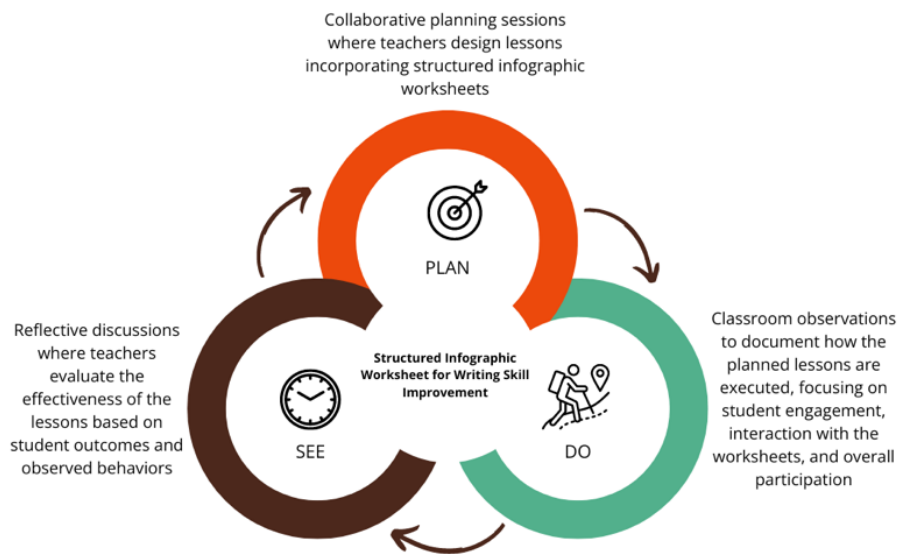 Collaborative planning sessions
where teachers design lessons
incorporating structured infographic
worksheets
PLAN
Classroom observations
to document how the
planned lessons are
executed, focusing on
student engagement,
interaction with the
worksheets, and overall
participation
DO
Structured Infographic
Worksheet for Writing Skill
Improvement
SEE
Reflective discussions
where teachers
evaluate the
effectiveness of the
lessons based on
student outcomes and
observed behaviors